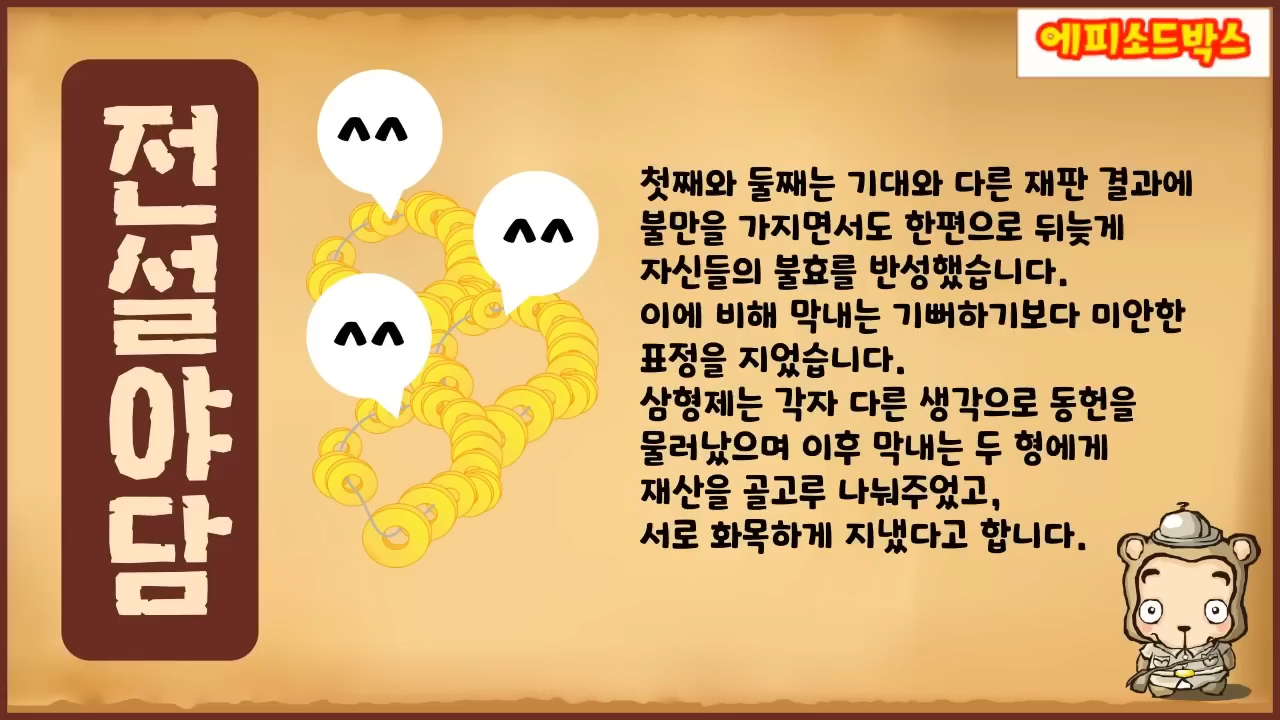 에피소드박스
전설야담
^^
^^
^^
첫째와 둘째는 기대와 다른 재판 결과에
불만을 가지면서도 한편으로 뒤늦게
자신들의 불효를 반성했습니다.
이에 비해 막내는 기뻐하기보다 미안한
표정을 지었습니다.
삼형제는 각자 다른 생각으로 동헌을
물러났으며 이후 막내는 두 형에게
재산을 골고루 나눠주었고,
서로 화목하게 지냈다고 합니다.